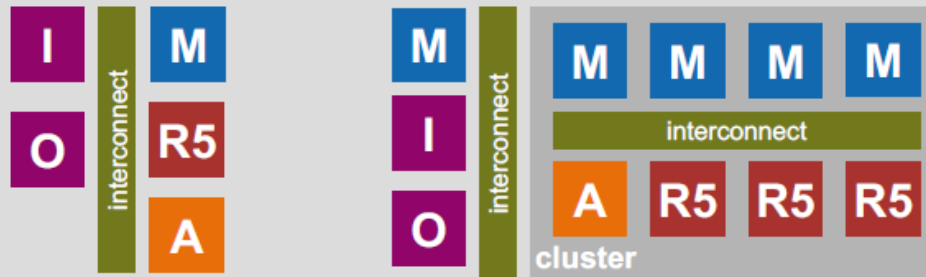 I
O
interconnect
M
R5
A
M
I
O
interconnect
M M M M
interconnect
A R5 R5 R5
cluster